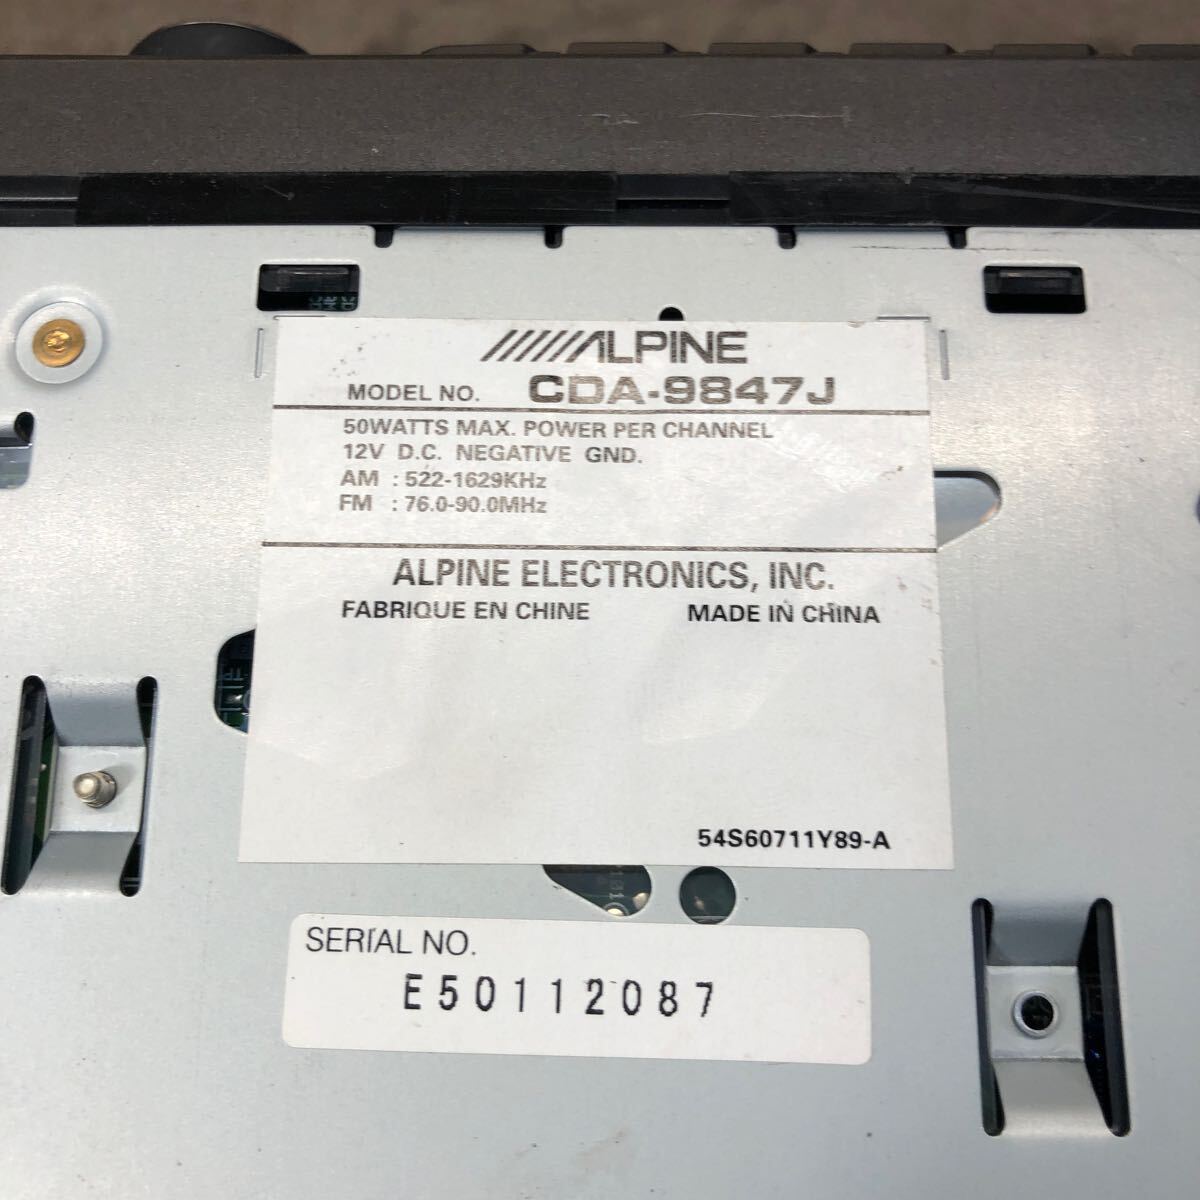 ALPINE
MODEL NO. CDA-9847J
50WATTS MAX. POWER PER CHANNEL
12V D.C. NEGATIVE GND.
AM : 522-1629KHz
FM : 76.0-90.0MHz
ALPINE ELECTRONICS, INC.
FABRIQUE EN CHINE MADE IN CHINA
54S60711Y89-A
SERIAL NO.
E50112087